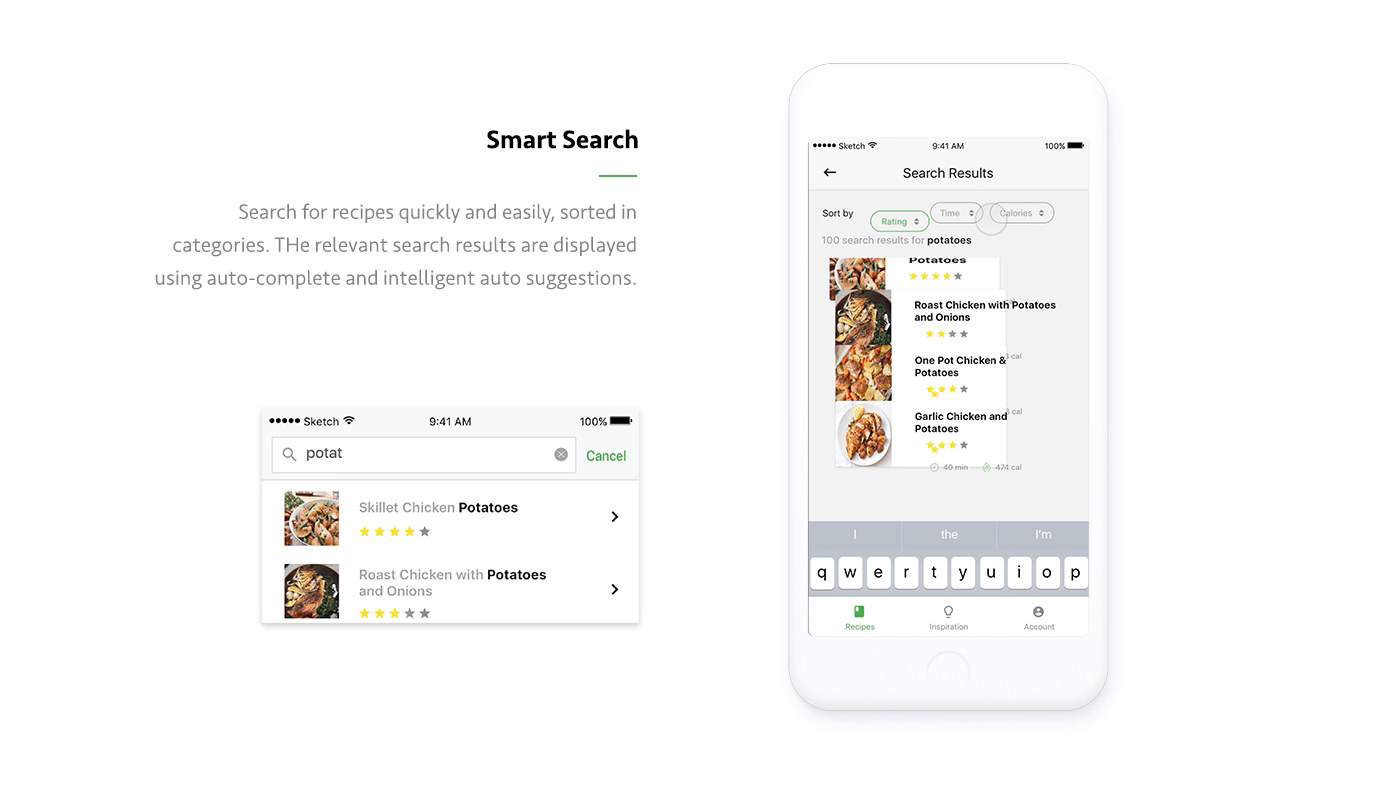 Smart Search
Search for recipes quickly and easily, sorted in
categories. THe relevant search results are displayed
using auto-complete and intelligent auto suggestions.
Sketch 9:41 AM 100%
potat Cancel
Skillet Chicken Potatoes
Roast Chicken with Potatoes
and Onions
Sketch 9:41 AM 100%
Search Results
Sort by Rating Time Calories
100 search results for potatoes
Potatoes
Roast Chicken with Potatoes
and Onions
One Pot Chicken &
Potatoes
cal
Garlic Chicken and
Potatoes
cal
40 min 474 cal
I the I'm
q w e r t y u i o p
Recipes Inspiration Account